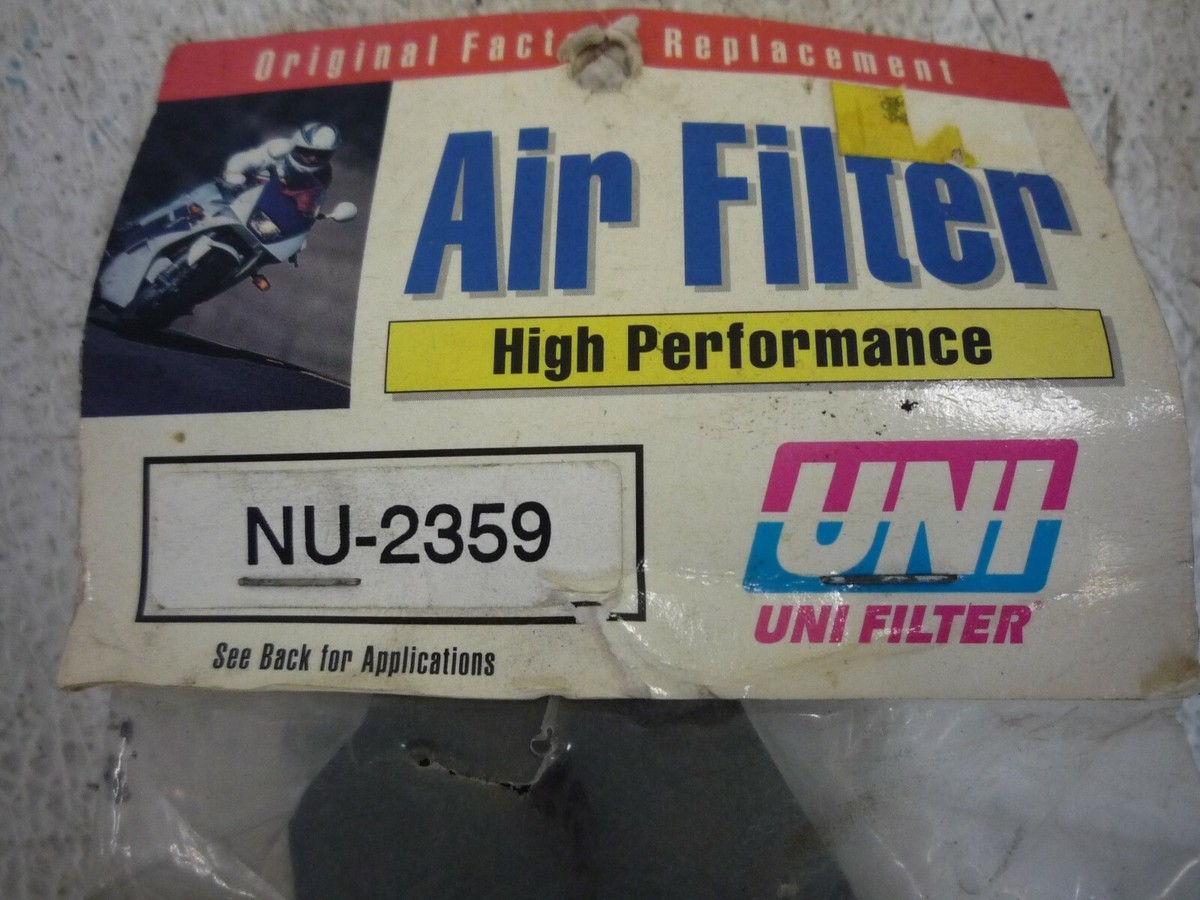 Original Fact Replacement
Air Filter
High Performance
NU-2359
UNI
UNI FILTER
See Back for Applications